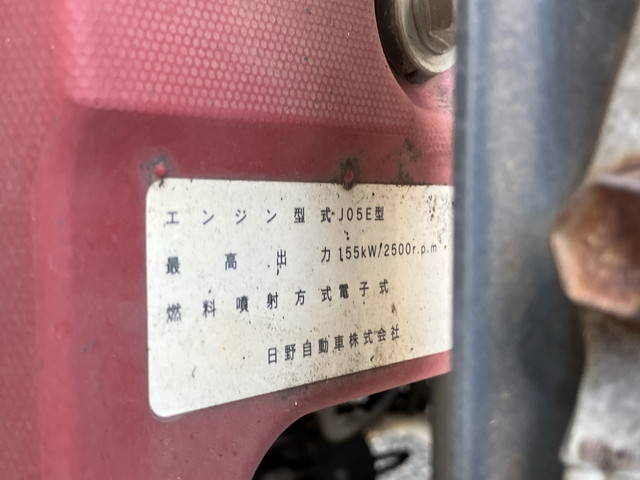 エンジン型式 J05E型
最高出力 155kW/2500r.p.m
燃料噴射方式 電子式
日野自動車株式会社